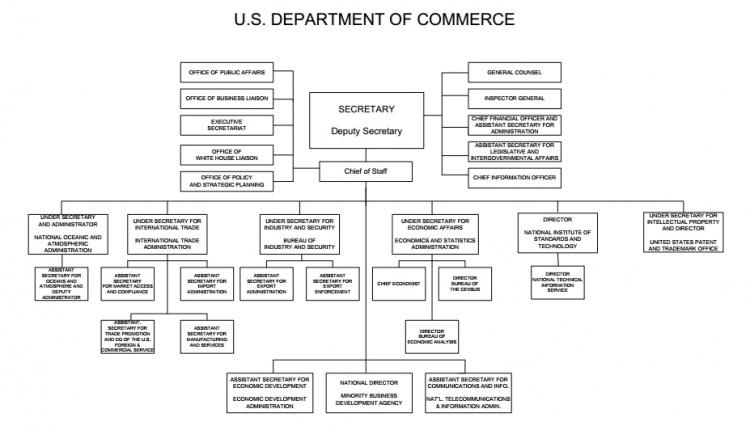 U.S. DEPARTMENT OF COMMERCE
OFFICE OF PUBLIC AFFAIRS
OFFICE OF BUSINESS LIAISON
EXECUTIVE
SECRETARIAT
OFFICE OF
WHITE HOUSE LIAISON
OFFICE OF POLICY
AND STRATEGIC PLANNING
SECRETARY
Deputy Secretary
Chief of Staff
GENERAL COUNSEL
INSPECTOR GENERAL
CHIEF FINANCIAL OFFICER AND
ASSISTANT SECRETARY FOR
ADMINISTRATION
ASSISTANT SECRETARY FOR
LEGISLATIVE AND
INTERGOVERNMENTAL AFFAIRS
CHIEF INFORMATION OFFICER
UNDER SECRETARY
AND ADMINISTRATOR
NATIONAL OCEANIC AND
ATMOSPHERIC
ADMINISTRATION
UNDER SECRETARY FOR
INTERNATIONAL TRADE
INTERNATIONAL TRADE
ADMINISTRATION
UNDER SECRETARY FOR
INDUSTRY AND SECURITY
BUREAU OF
INDUSTRY AND SECURITY
UNDER SECRETARY FOR
ECONOMIC AFFAIRS
ECONOMICS AND STATISTICS
ADMINISTRATION
DIRECTOR
NATIONAL INSTITUTE OF
STANDARDS AND
TECHNOLOGY
UNDER SECRETARY FOR
INTELLECTUAL PROPERTY
AND DIRECTOR
UNITED STATES PATENT
AND TRADEMARK OFFICE
ASSISTANT
SECRETARY FOR
OCEANS AND
ATMOSPHERE AND
DEPUTY
ADMINISTRATOR
ASSISTANT
SECRETARY
FOR MARKET ACCESS
AND COMPLIANCE
ASSISTANT
SECRETARY FOR
IMPORT
ADMINISTRATION
ASSISTANT
SECRETARY FOR
EXPORT
ADMINISTRATION
ASSISTANT
SECRETARY FOR
EXPORT
ENFORCEMENT
CHIEF ECONOMIST
DIRECTOR
BUREAU OF
THE CENSUS
DIRECTOR
NATIONAL TECHNICAL
INFORMATION
SERVICE
ASSISTANT
SECRETARY FOR
TRADE PROMOTION
AND DG OF THE U.S.
FOREIGN &
COMMERCIAL SERVICE
ASSISTANT
SECRETARY FOR
MANUFACTURING
AND SERVICES
DIRECTOR
BUREAU OF
ECONOMIC ANALYSIS
ASSISTANT SECRETARY FOR
ECONOMIC DEVELOPMENT
ECONOMIC DEVELOPMENT
ADMINISTRATION
NATIONAL DIRECTOR
MINORITY BUSINESS
DEVELOPMENT AGENCY
ASSISTANT SECRETARY FOR
COMMUNICATIONS AND INFO.
NAT'L. TELECOMMUNICATIONS
& INFORMATION ADMIN.